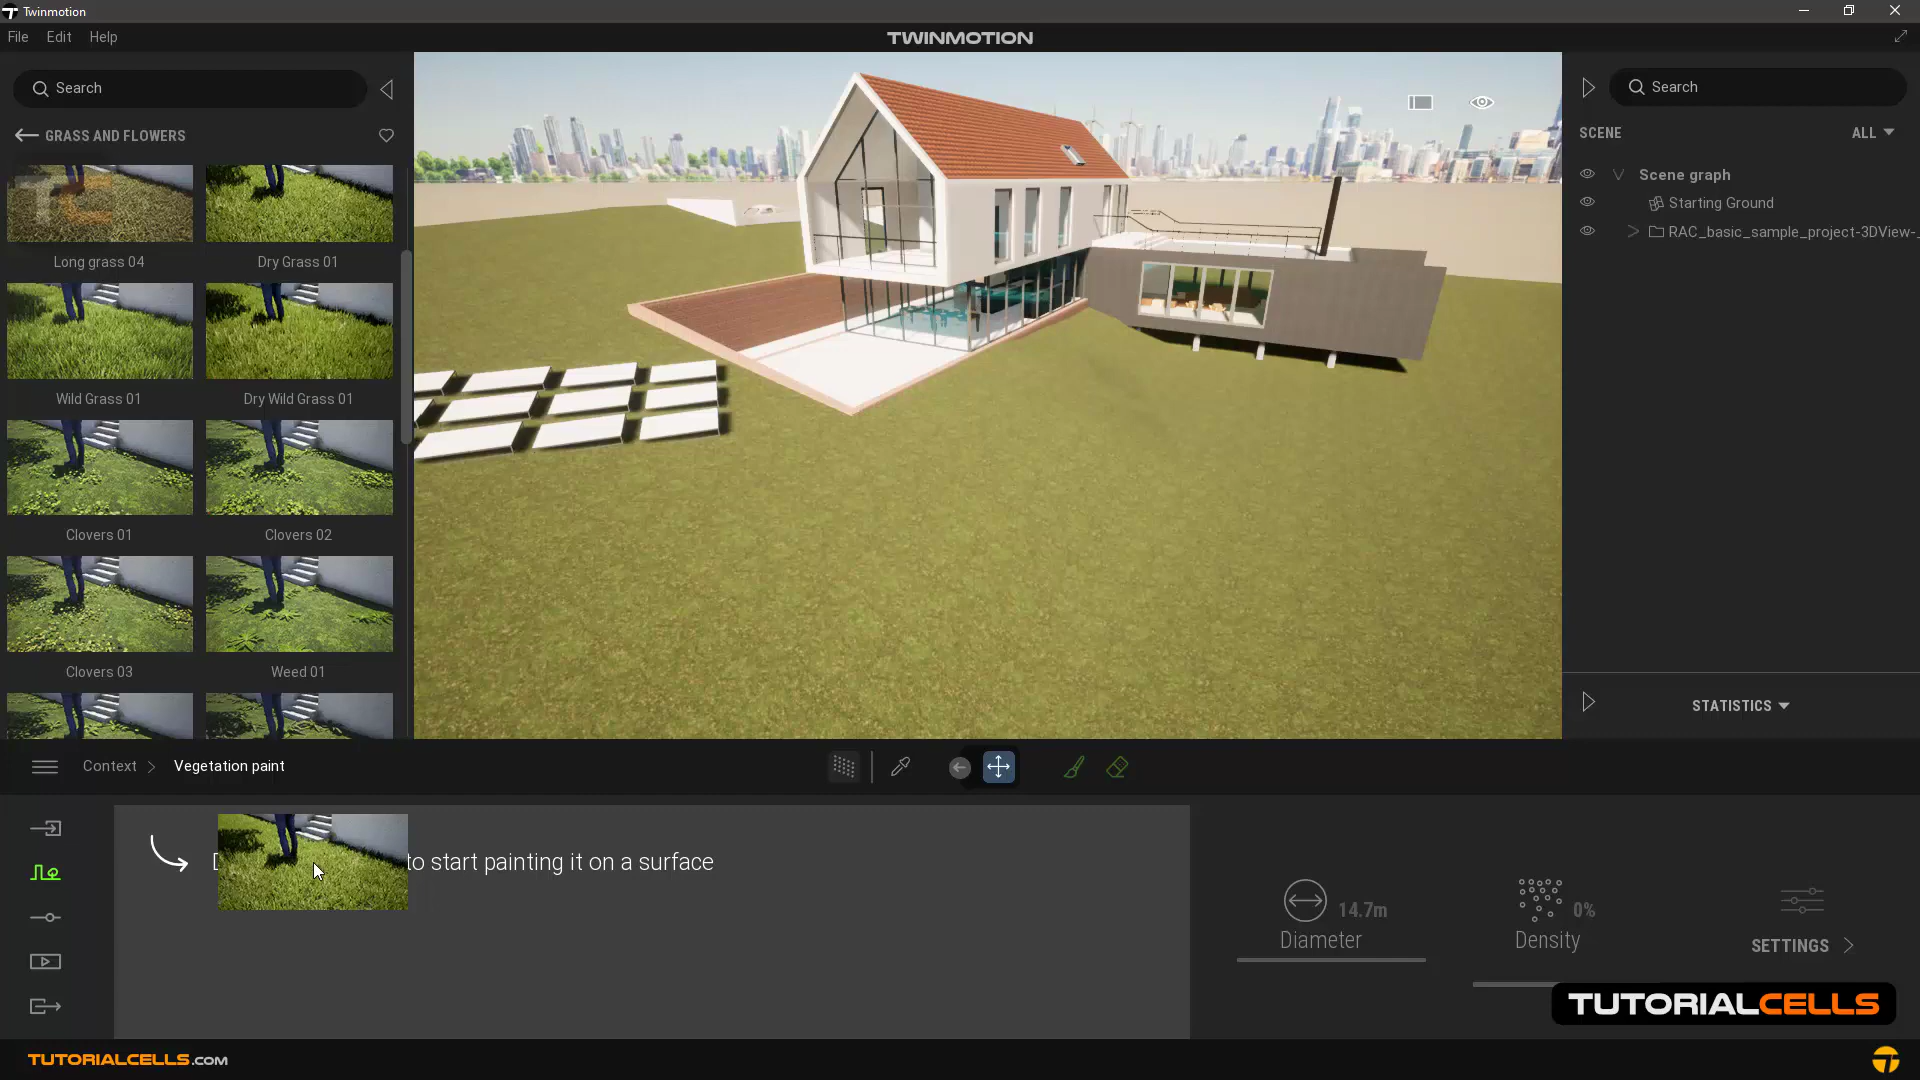 Twinmotion
File Edit Help
TWINMOTION
Search
GRASS AND FLOWERS
TC
Long grass 04
Dry Grass 01
Wild Grass 01
Dry Wild Grass 01
Clovers 01
Clovers 02
Clovers 03
Weed 01
Search
SCENE
ALL
Scene graph
Starting Ground
RAC_basic_sample_project-3DView-_
STATISTICS
Context
Vegetation paint
to start painting it on a surface
14.7m
Diameter
0%
Density
SETTINGS
TUTORIALCELLS
TUTORIALCELLS.COM